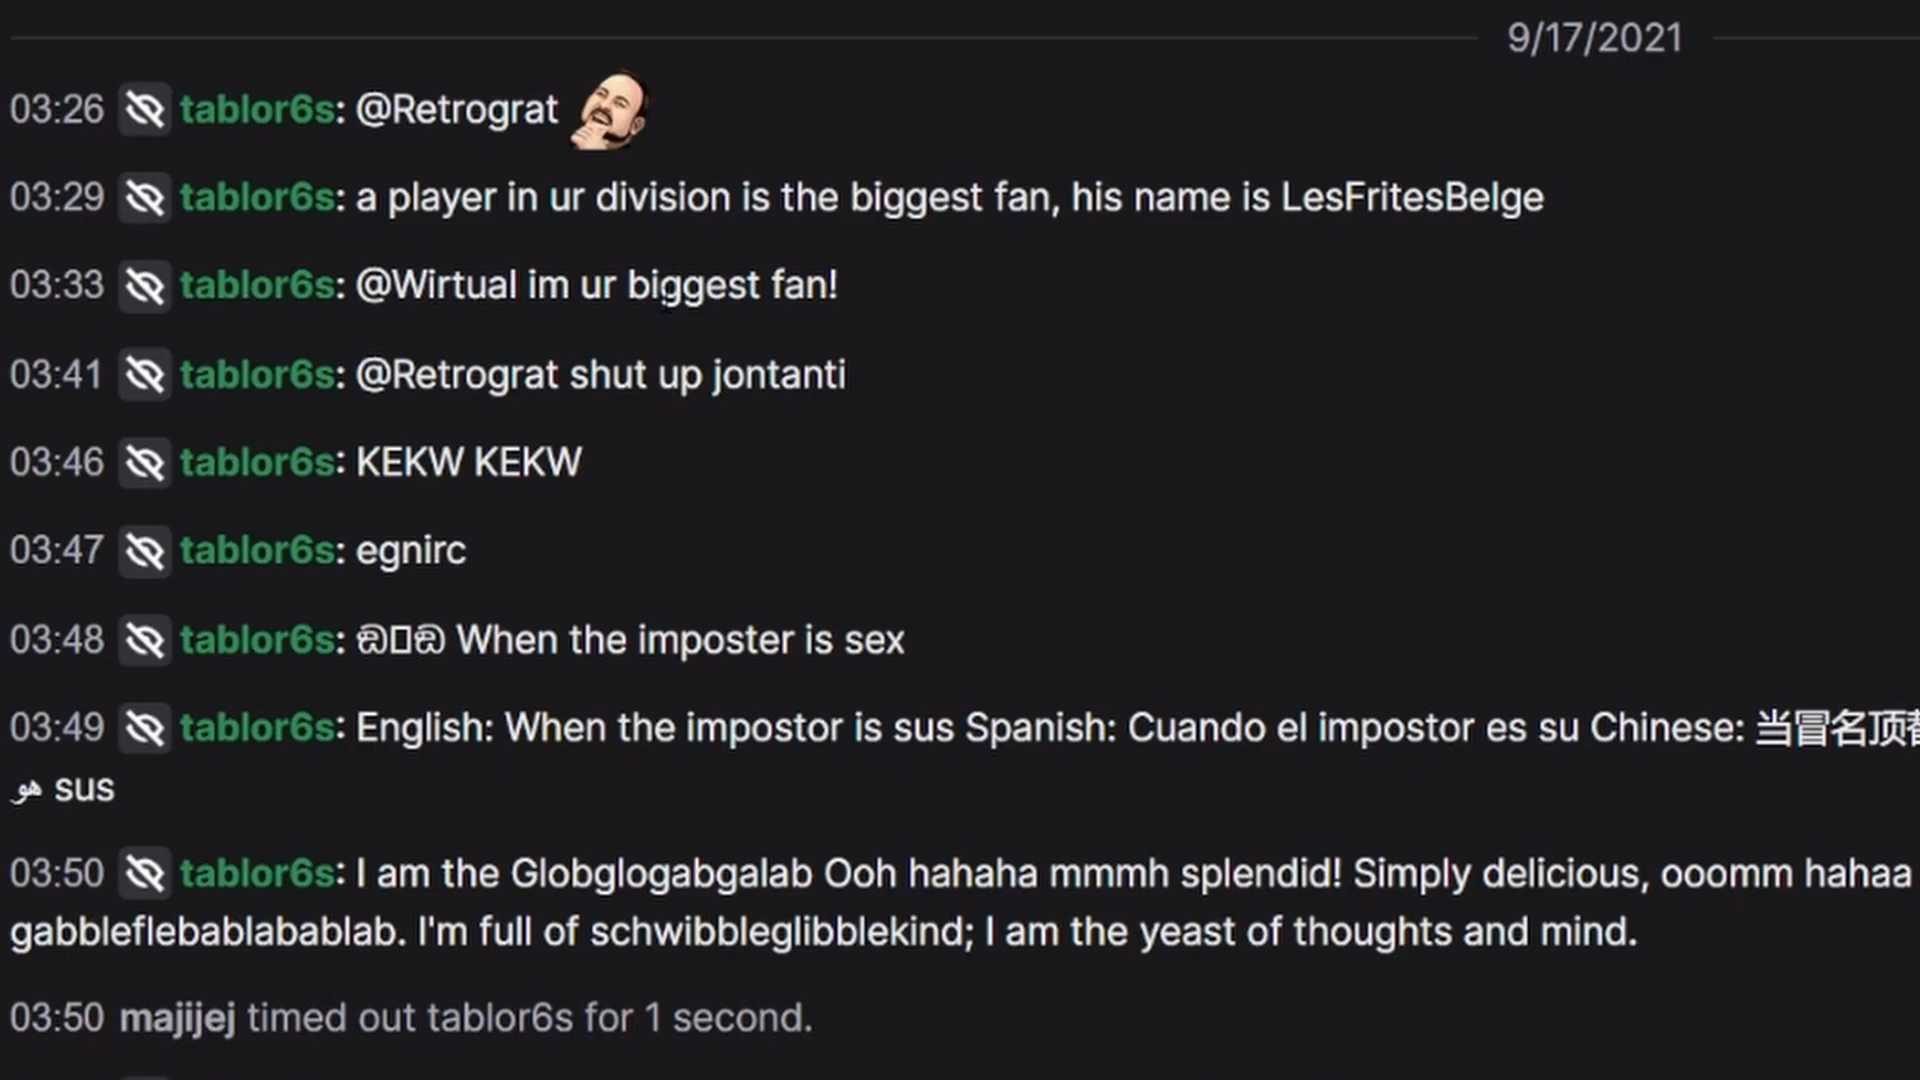 9/17/2021
03:26 tablor6s: @Retrograt
03:29 tablor6s: a player in ur division is the biggest fan, his name is LesFritesBelge
03:33 tablor6s: @Wirtual im ur biggest fan!
03:41 tablor6s: @Retrograt shut up jontanti
03:46 tablor6s: KEKW KEKW
03:47 tablor6s: egnirc
03:48 tablor6s: ඞ▯ඞ When the imposter is sex
03:49 tablor6s: English: When the impostor is sus Spanish: Cuando el impostor es su Chinese: 当冒名顶替
هو sus
03:50 tablor6s: I am the Globglogabgalab Ooh hahaha mmmh splendid! Simply delicious, ooomm hahaa
gabbleflebablabablab. I'm full of schwibbleglibblekind; I am the yeast of thoughts and mind.
03:50 majijej timed out tablor6s for 1 second.